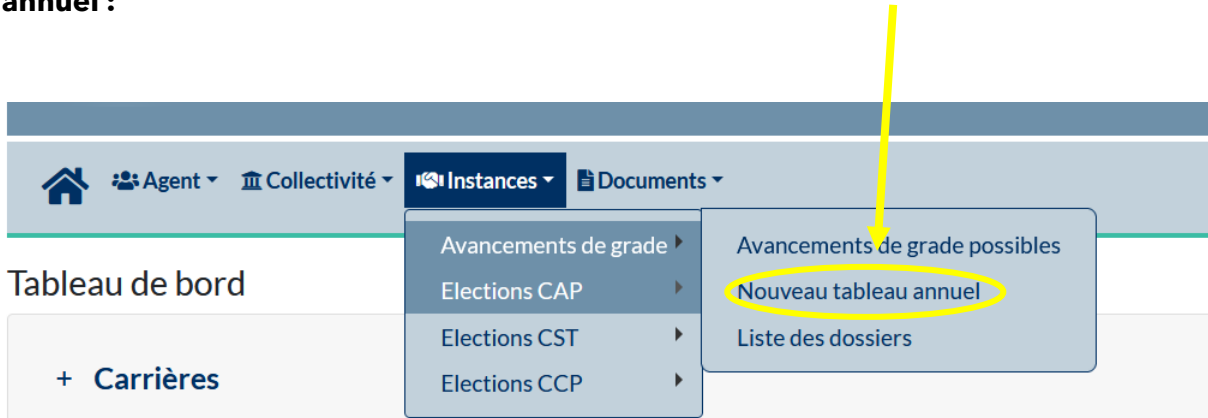 annuel :
Agent Collectivité Instances Documents
Avancements de grade Avancements de grade possibles
Tableau de bord
Elections CAP Nouveau tableau annuel
Elections CST Liste des dossiers
+ Carrières
Elections CCP